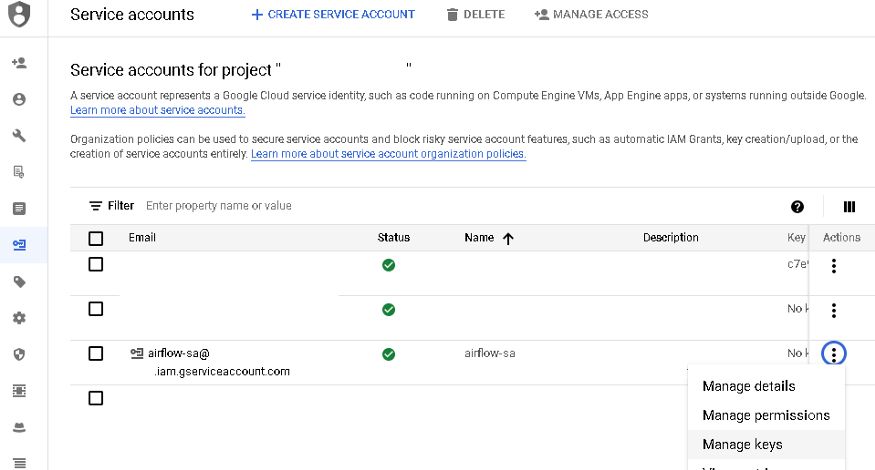 Service accounts
+ CREATE SERVICE ACCOUNT
DELETE
MANAGE ACCESS
Service accounts for project " "
A service account represents a Google Cloud service identity, such as code running on Compute Engine VMs, App Engine apps, or systems running outside Google.
Learn more about service accounts.
Organization policies can be used to secure service accounts and block risky service account features, such as automatic IAM Grants, key creation/upload, or the
creation of service accounts entirely. Learn more about service account organization policies.
Filter Enter property name or value
Email Status Name Description Key Actions
No k
airflow-sa@ airflow-sa No k
.iam.gserviceaccount.com
Manage details
Manage permissions
Manage keys